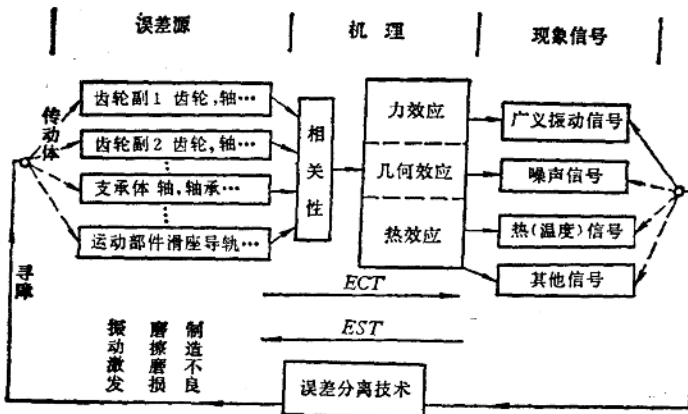 误差源
机理
现象信号
传动体
齿轮副1 齿轮,轴…
齿轮副2 齿轮,轴…
支承体 轴,轴承…
运动部件滑座导轨…
相关性
力效应
几何效应
热效应
广义振动信号
噪声信号
热(温度)信号
其他信号
寻障
ECT
EST
振动激发
磨擦磨损
制造不良
误差分离技术